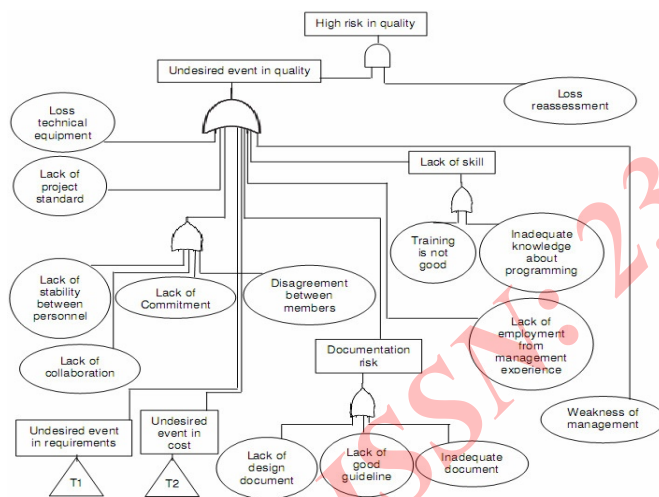 High risk in quality
Undesired event in quality
Loss
reassessment
Loss
technical
equipment
Lack of skill
Lack of
project
standard
Training
is not
good
Inadequate
knowledge
about
programming
Lack of
stability
between
personnel
Lack of
Commitment
Disagreement
between
members
Lack of
employment
from
management
experience
Lack of
collaboration
Documentation
risk
Weakness of
management
Undesired event
in requirements
Undesired
event in
cost
Lack of
design
document
Lack of
good
guideline
Inadequate
document
T1
T2
ISSN: 23